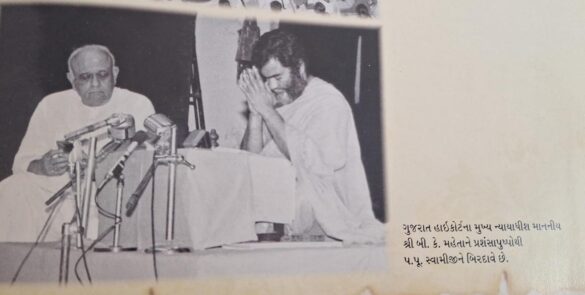 ગુજરાત હાઈકોર્ટના મુખ્ય ન્યાયાધીશ માનનીય
શ્રી બી. કે. મહેતાને પ્રશંસાપુષ્પોથી
પ.પૂ. સ્વામીજીને બિરદાવે છે.